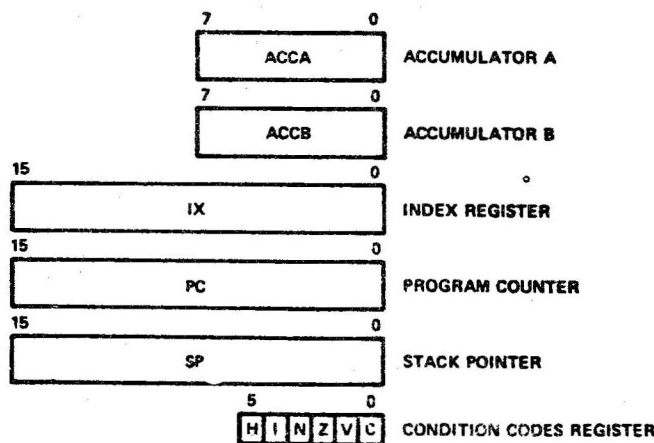 7 0
ACCA ACCUMULATOR A
7 0
ACCB ACCUMULATOR B
15 0
IX INDEX REGISTER
15 0
PC PROGRAM COUNTER
15 0
SP STACK POINTER
5 0
H I N Z V C CONDITION CODES REGISTER